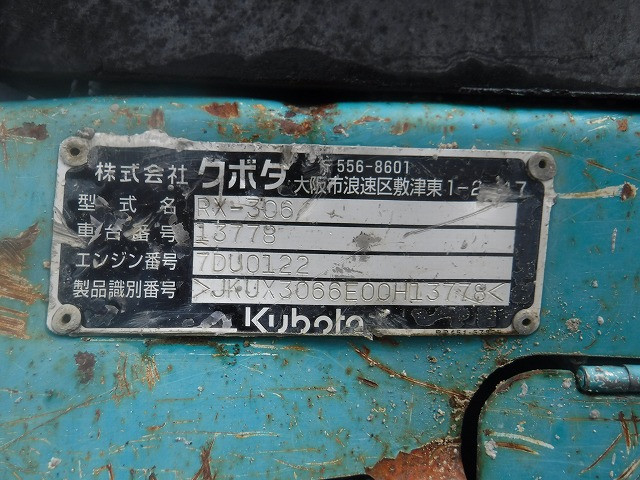 株式会社 クボタ 〒556-8601
大阪市浪速区敷津東1-2 17
型式名 RX-306
車台番号 13778
エンジン番号 7DU0122
製品識別番号 >JKUX3066E00H13778<
Kubota